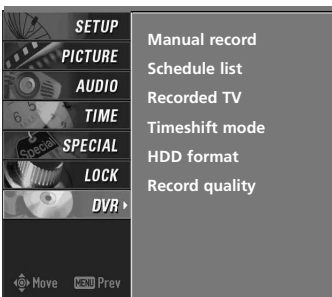 SETUP
PICTURE
AUDIO
TIME
SPECIAL
LOCK
DVR
Manual record
Schedule list
Recorded TV
Timeshift mode
HDD format
Record quality
Move MENU Prev